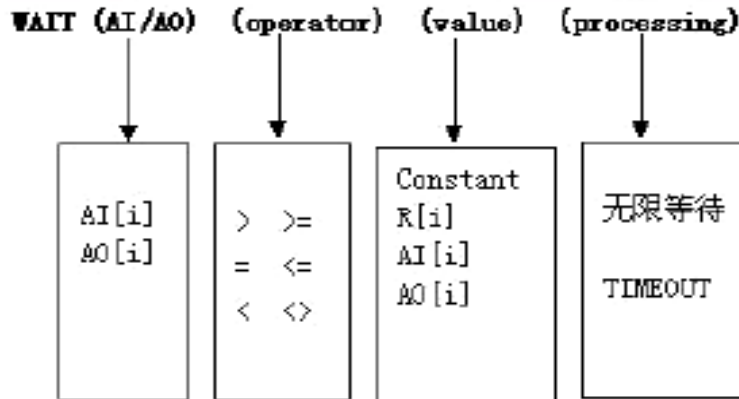 WAIT (AI/AO) (operator) (value) (processing)
AI[i]
AO[i]
> >=
= <=
< <>
Constant
R[i]
AI[i]
AO[i]
无限等待
TIMEOUT